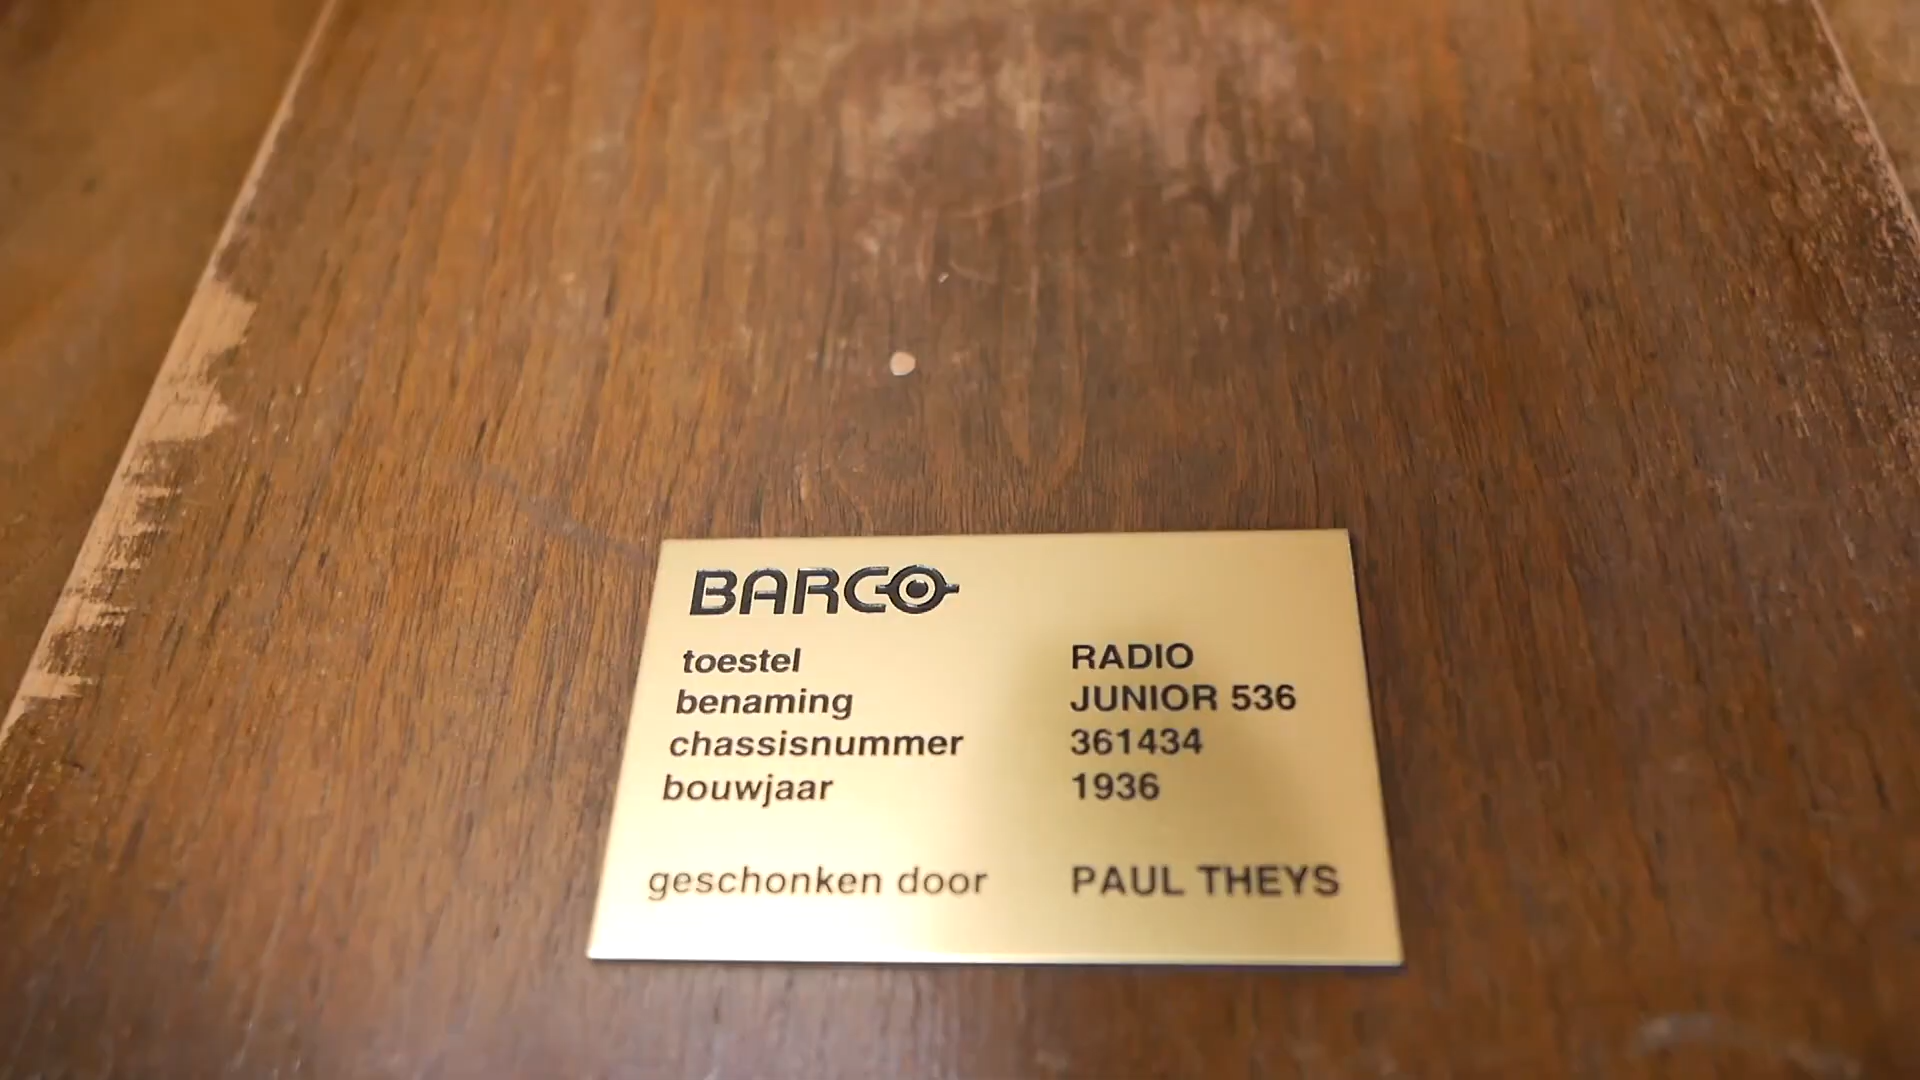 BARCO
toestel RADIO
benaming JUNIOR 536
chassisnummer 361434
bouwjaar 1936
geschonken door PAUL THEYS